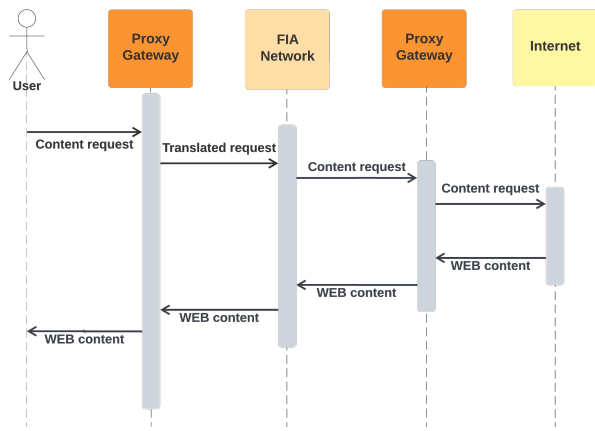 Proxy
Gateway
FIA
Network
Proxy
Gateway
Internet
User
Content request
Translated request
Content request
Content request
WEB content
WEB content
WEB content
WEB content